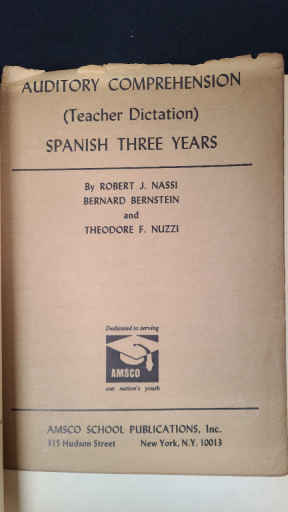 AUDITORY COMPREHENSION
(Teacher Dictation)
SPANISH THREE YEARS
By ROBERT J. NASSI
BERNARD BERNSTEIN
and
THEODORE F. NUZZI
Dedicated to serving
AMSCO
our nation's youth
AMSCO SCHOOL PUBLICATIONS, Inc.
315 Hudson Street New York, N.Y. 10013